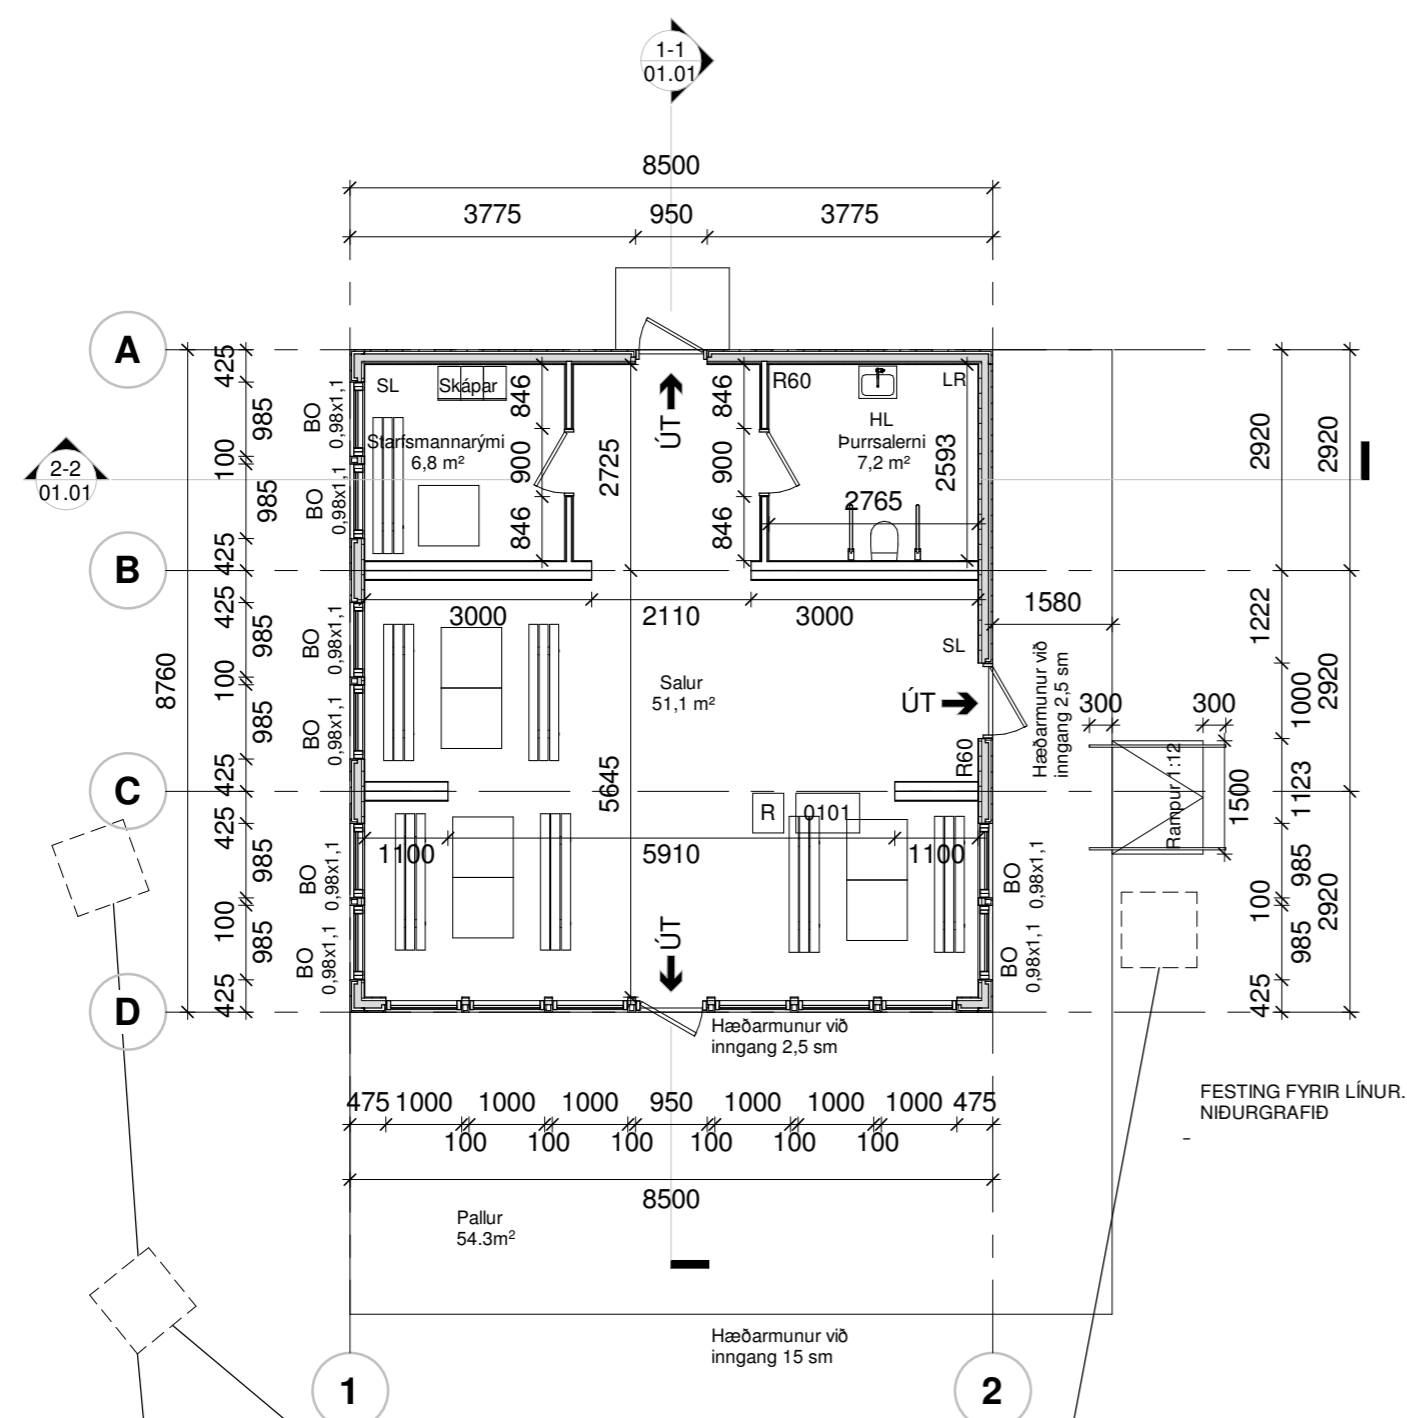 1-1
01.01
8500
3775 950 3775
A
425
985
100
985
425
BO
0,98x1,1
BO
0,98x1,1
SL
Skápar
Starfsmannarými
6,8 m²
846
900
846
2725
ÚT
846
900
846
R60
LR
HL
Þurrsalerni
7,2 m²
2593
2765
2920
2920
2-2
01.01
B
3000 2110 3000
1580
8760
425
985
100
985
425
BO
0,98x1,1
BO
0,98x1,1
Salur
51,1 m²
SL
ÚT
Hæðarmunur við
inngang 2,5 sm
R60
300 300
1222
1000
2920
1123
Rampur 1:12
1500
C
5645
R 0101
1100 5910 1100
425
985
100
985
425
BO
0,98x1,1
BO
0,98x1,1
BO
0,98x1,1
BO
0,98x1,1
985
100
985
425
2920
ÚT
D
Hæðarmunur við
inngang 2,5 sm
475 1000 1000 1000 950 1000 1000 1000 475
100 100 100 100 100 100
8500
FESTING FYRIR LÍNUR.
NIÐURGRAFIÐ
Pallur
54.3m²
Hæðarmunur við
inngang 15 sm
1 2